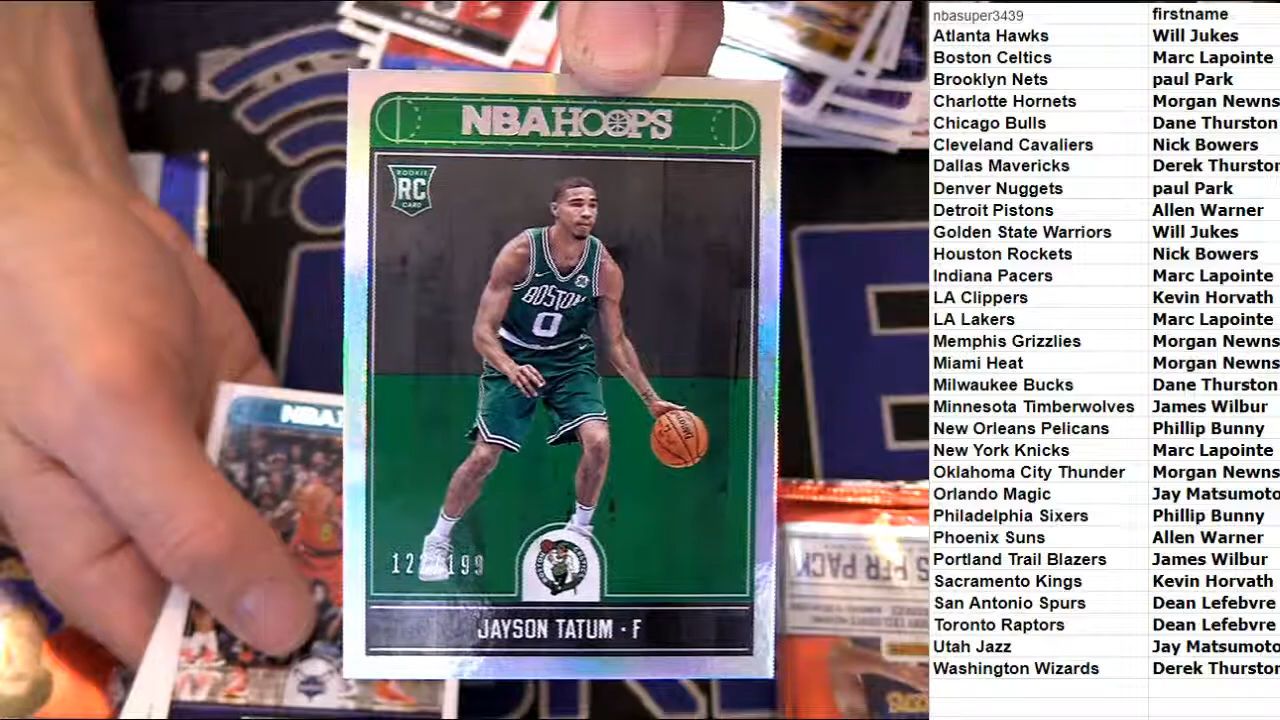 NBA HOOPS
ROOKIE
RC
CARD
BOSTON
0
199
JAYSON TATUM · F
NBA
PER PACK
nbasuper3439 firstname
Atlanta Hawks Will Jukes
Boston Celtics Marc Lapointe
Brooklyn Nets paul Park
Charlotte Hornets Morgan Newns
Chicago Bulls Dane Thurston
Cleveland Cavaliers Nick Bowers
Dallas Mavericks Derek Thurston
Denver Nuggets paul Park
Detroit Pistons Allen Warner
Golden State Warriors Will Jukes
Houston Rockets Nick Bowers
Indiana Pacers Marc Lapointe
LA Clippers Kevin Horvath
LA Lakers Marc Lapointe
Memphis Grizzlies Morgan Newns
Miami Heat Morgan Newns
Milwaukee Bucks Dane Thurston
Minnesota Timberwolves James Wilbur
New Orleans Pelicans Phillip Bunny
New York Knicks Marc Lapointe
Oklahoma City Thunder Morgan Newns
Orlando Magic Jay Matsumoto
Philadelphia Sixers Phillip Bunny
Phoenix Suns Allen Warner
Portland Trail Blazers James Wilbur
Sacramento Kings Kevin Horvath
San Antonio Spurs Dean Lefebvre
Toronto Raptors Dean Lefebvre
Utah Jazz Jay Matsumoto
Washington Wizards Derek Thurston